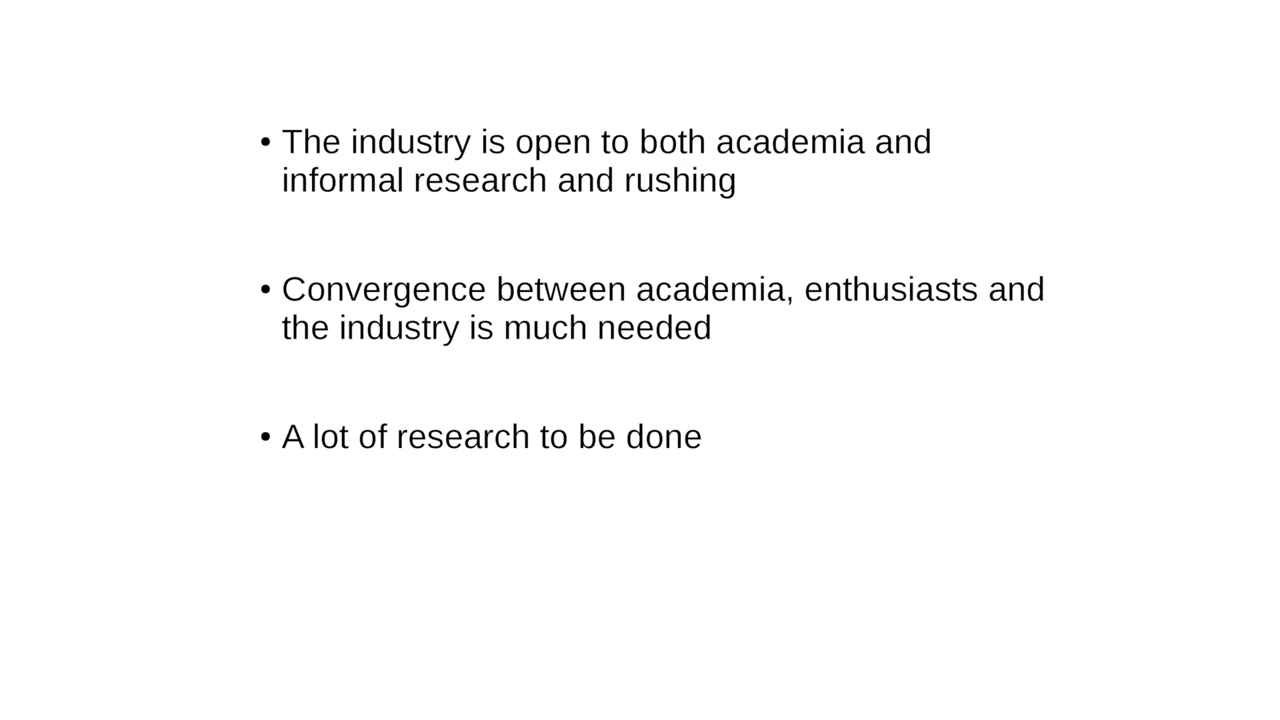 • The industry is open to both academia and
informal research and rushing
• Convergence between academia, enthusiasts and
the industry is much needed
• A lot of research to be done